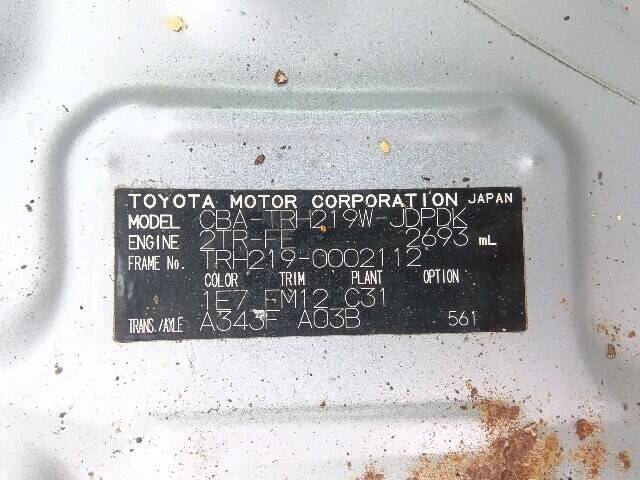 TOYOTA MOTOR CORPORATION JAPAN
MODEL CBA-TRH219W-JDPDK
ENGINE 2TR-FE 2693 mL
FRAME No. TRH219-0002112
COLOR TRIM PLANT OPTION
1E7 FM12 C31
TRANS./AXLE A343F A03B 561